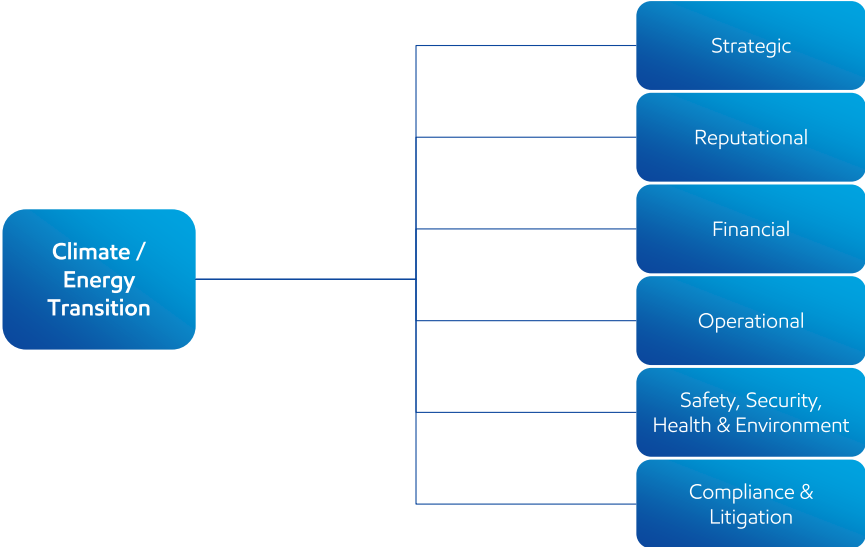 Climate /
Energy
Transition
Strategic
Reputational
Financial
Operational
Safety, Security,
Health & Environment
Compliance &
Litigation